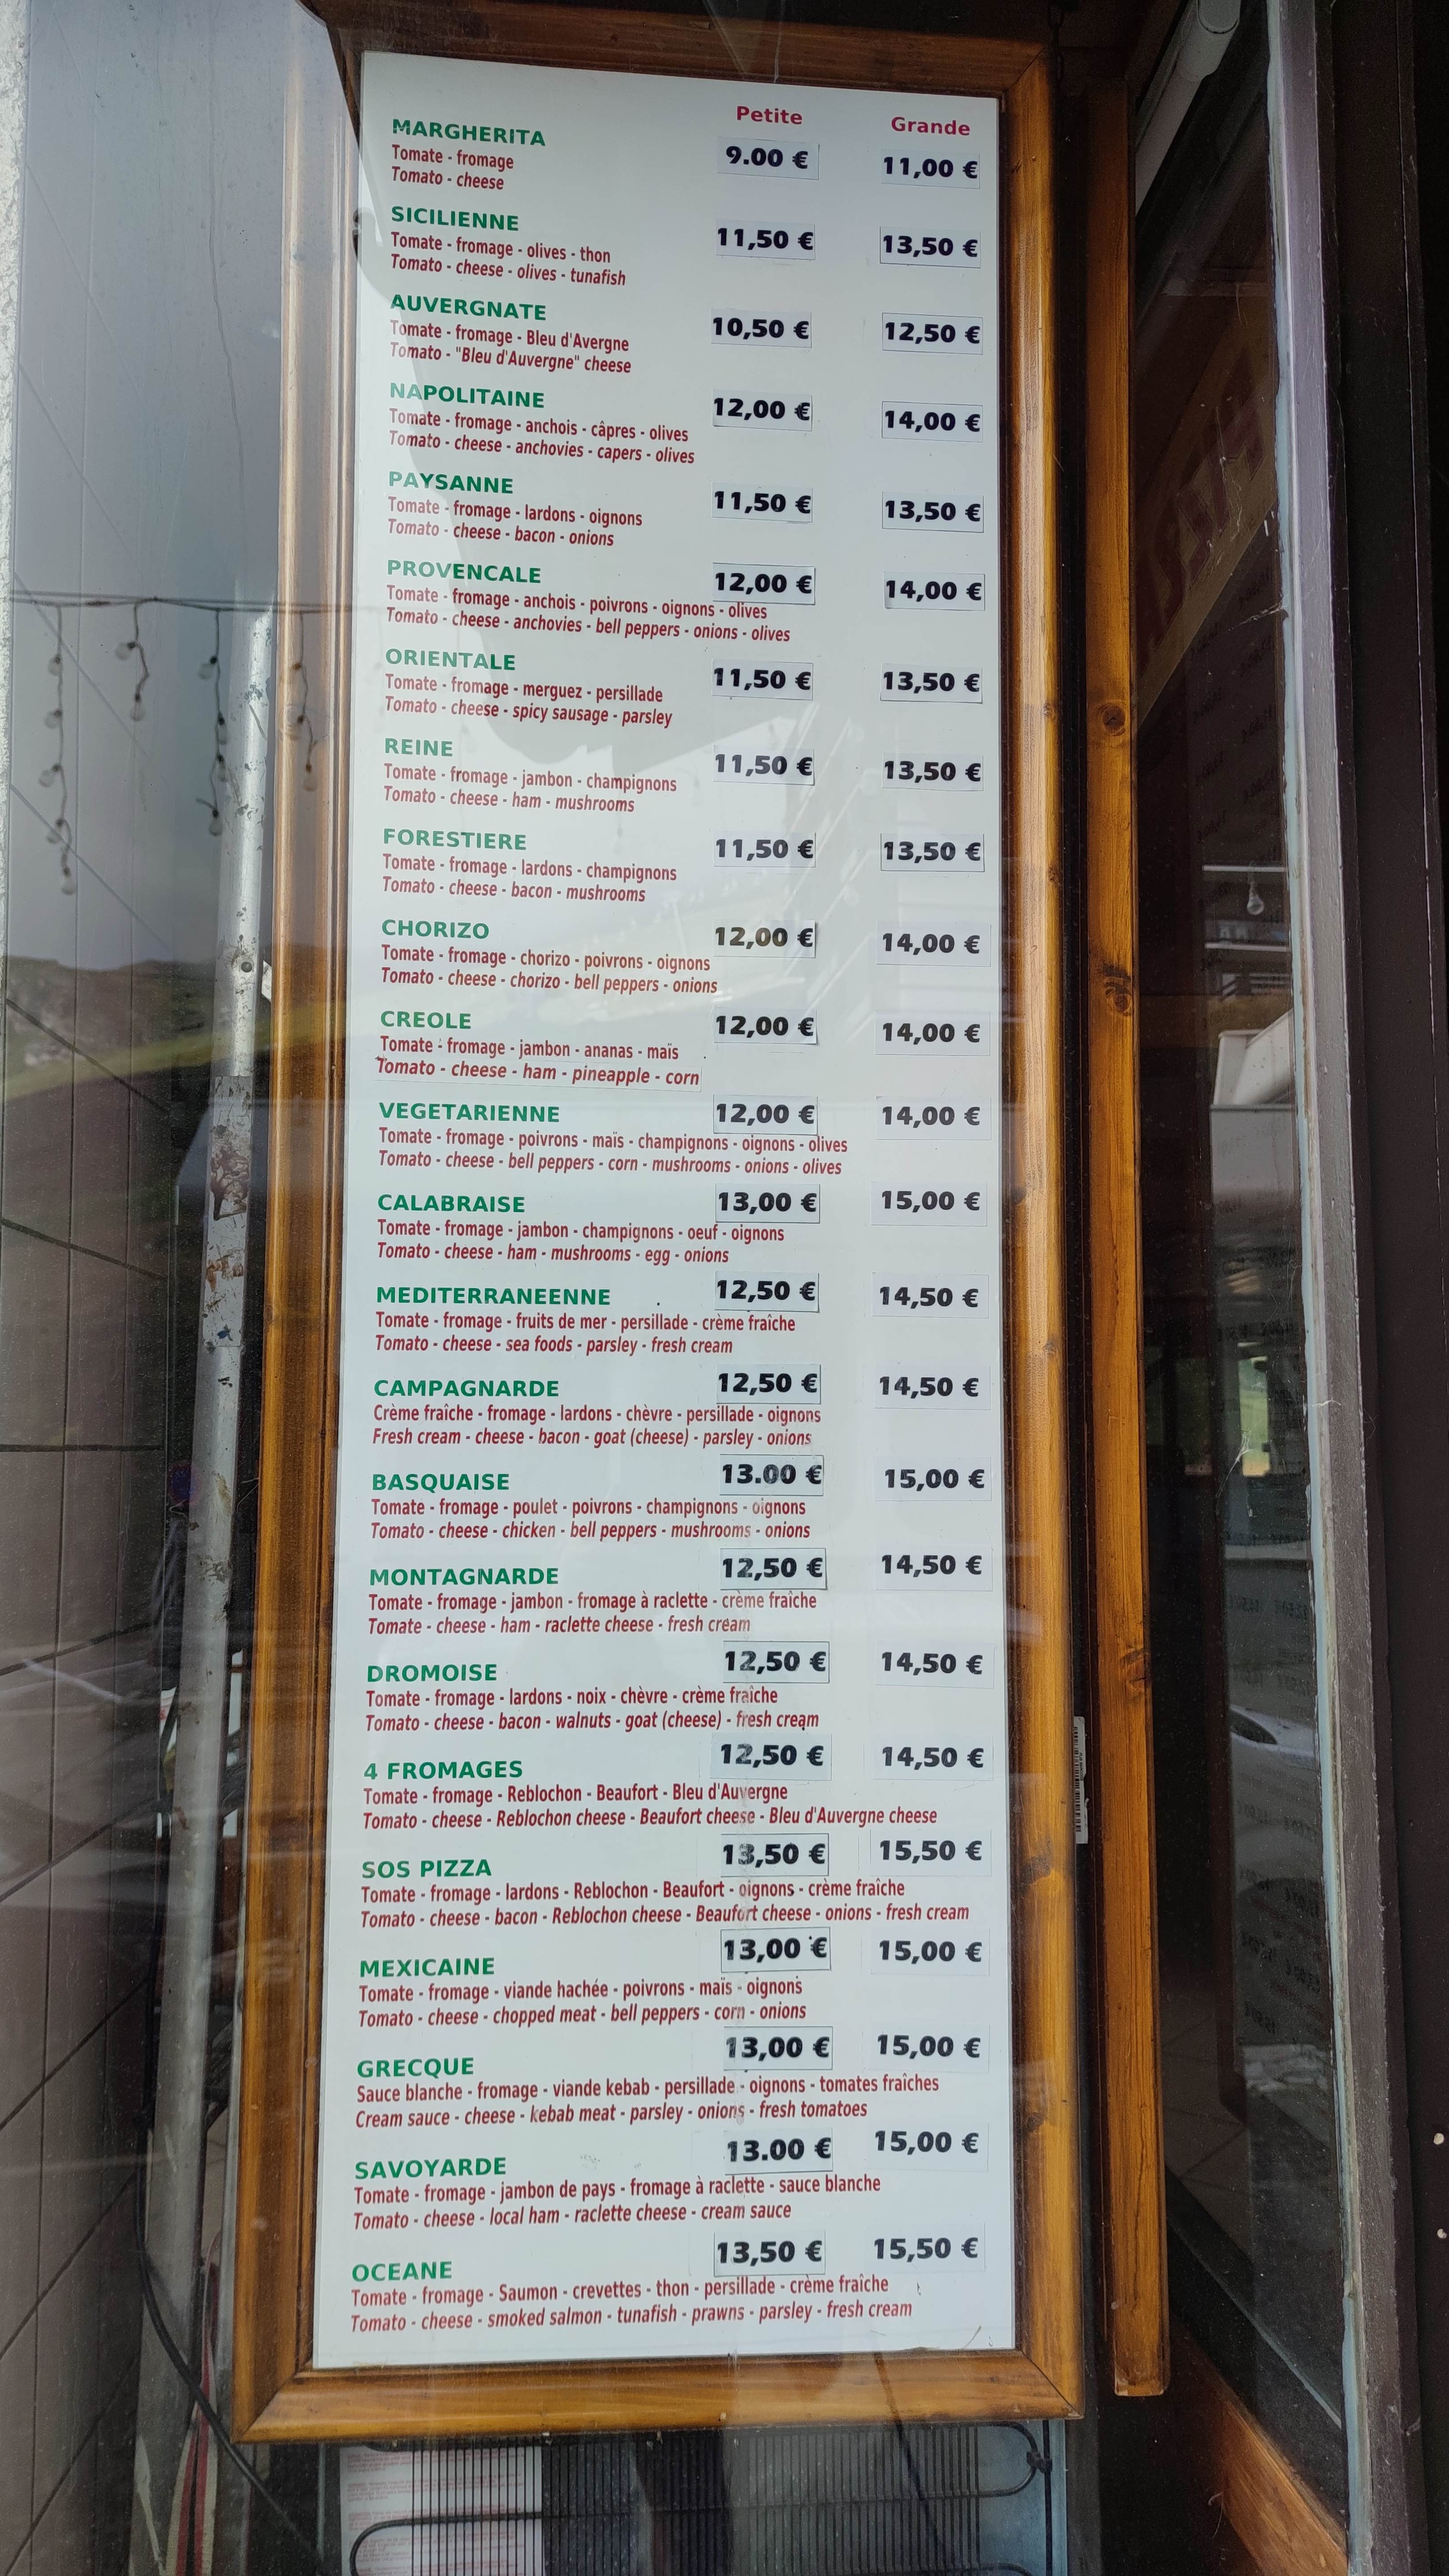 Petite Grande
MARGHERITA 9.00 € 11,00 €
Tomate - fromage
Tomato - cheese
SICILIENNE 11,50 € 13,50 €
Tomate - fromage - olives - thon
Tomato - cheese - olives - tunafish
AUVERGNATE 10,50 € 12,50 €
Tomate - fromage - Bleu d'Avergne
Tomato - "Bleu d'Auvergne" cheese
NAPOLITAINE 12,00 € 14,00 €
Tomate - fromage - anchois - câpres - olives
Tomato - cheese - anchovies - capers - olives
PAYSANNE 11,50 € 13,50 €
Tomate - fromage - lardons - oignons
Tomato - cheese - bacon - onions
PROVENCALE 12,00 € 14,00 €
Tomate - fromage - anchois - poivrons - oignons - olives
Tomato - cheese - anchovies - bell peppers - onions - olives
ORIENTALE 11,50 € 13,50 €
Tomate - fromage - merguez - persillade
Tomato - cheese - spicy sausage - parsley
REINE 11,50 € 13,50 €
Tomate - fromage - jambon - champignons
Tomato - cheese - ham - mushrooms
FORESTIERE 11,50 € 13,50 €
Tomate - fromage - lardons - champignons
Tomato - cheese - bacon - mushrooms
CHORIZO 12,00 € 14,00 €
Tomate - fromage - chorizo - poivrons - oignons
Tomato - cheese - chorizo - bell peppers - onions
CREOLE 12,00 € 14,00 €
Tomate - fromage - jambon - ananas - maïs
Tomato - cheese - ham - pineapple - corn
VEGETARIENNE 12,00 € 14,00 €
Tomate - fromage - poivrons - maïs - champignons - oignons - olives
Tomato - cheese - bell peppers - corn - mushrooms - onions - olives
CALABRAISE 13,00 € 15,00 €
Tomate - fromage - jambon - champignons - oeuf - oignons
Tomato - cheese - ham - mushrooms - egg - onions
MEDITERRANEENNE 12,50 € 14,50 €
Tomate - fromage - fruits de mer - persillade - crème fraîche
Tomato - cheese - sea foods - parsley - fresh cream
CAMPAGNARDE 12,50 € 14,50 €
Crème fraîche - fromage - lardons - chèvre - persillade - oignons
Fresh cream - cheese - bacon - goat (cheese) - parsley - onions
BASQUAISE 13.00 € 15,00 €
Tomate - fromage - poulet - poivrons - champignons - oignons
Tomato - cheese - chicken - bell peppers - mushrooms - onions
MONTAGNARDE 12,50 € 14,50 €
Tomate - fromage - jambon - fromage à raclette - crème fraîche
Tomate - cheese - ham - raclette cheese - fresh cream
DROMOISE 12,50 € 14,50 €
Tomate - fromage - lardons - noix - chèvre - crème fraîche
Tomato - cheese - bacon - walnuts - goat (cheese) - fresh cream
4 FROMAGES 12,50 € 14,50 €
Tomate - fromage - Reblochon - Beaufort - Bleu d'Auvergne
Tomato - cheese - Reblochon cheese - Beaufort cheese - Bleu d'Auvergne cheese
SOS PIZZA 13,50 € 15,50 €
Tomate - fromage - lardons - Reblochon - Beaufort - oignons - crème fraîche
Tomato - cheese - bacon - Reblochon cheese - Beaufort cheese - onions - fresh cream
MEXICAINE 13,00 € 15,00 €
Tomate - fromage - viande hachée - poivrons - maïs - oignons
Tomato - cheese - chopped meat - bell peppers - corn - onions
GRECQUE 13,00 € 15,00 €
Sauce blanche - fromage - viande kebab - persillade - oignons - tomates fraîches
Cream sauce - cheese - kebab meat - parsley - onions - fresh tomatoes
SAVOYARDE 13.00 € 15,00 €
Tomate - fromage - jambon de pays - fromage à raclette - sauce blanche
Tomato - cheese - local ham - raclette cheese - cream sauce
OCEANE 13,50 € 15,50 €
Tomate - fromage - Saumon - crevettes - thon - persillade - crème fraîche
Tomato - cheese - smoked salmon - tunafish - prawns - parsley - fresh cream